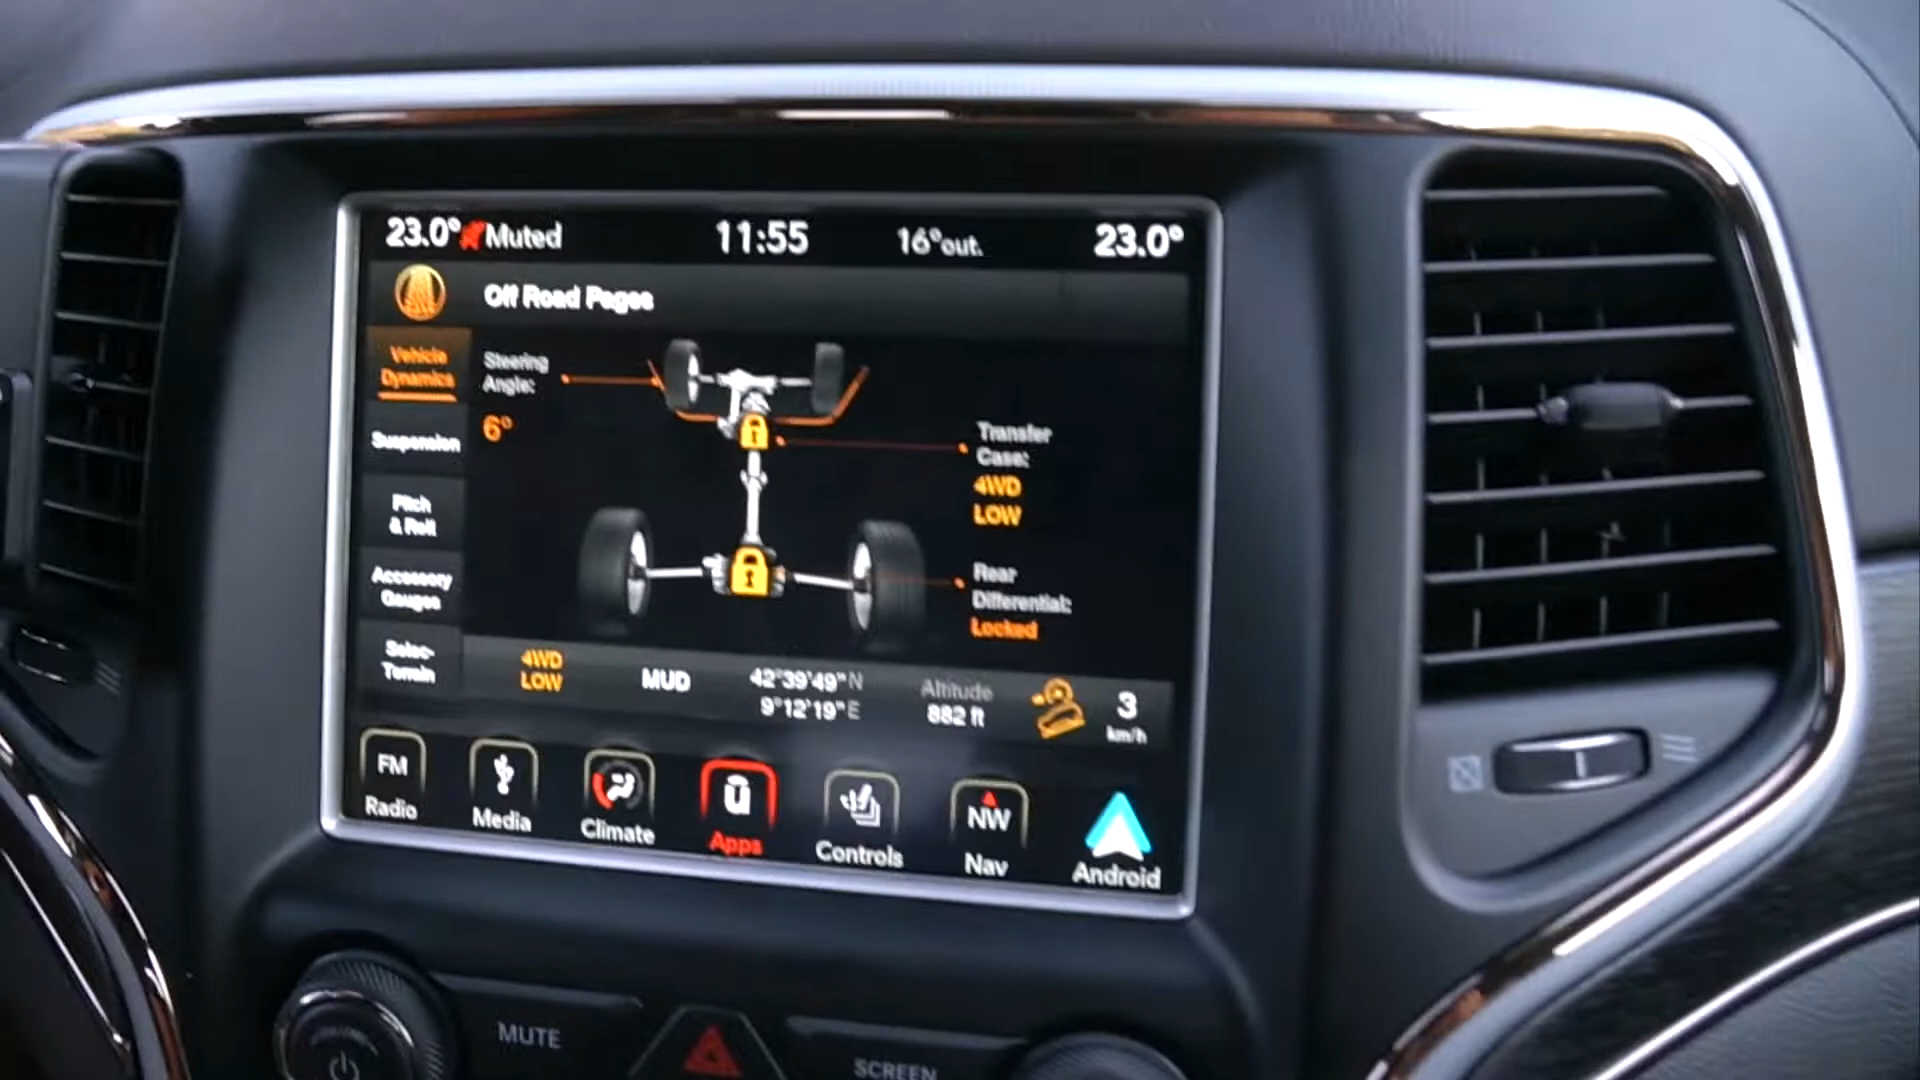 23.0° Muted 11:55 16°out. 23.0°
Off Road Pages
Vehicle
Dynamics
Suspension
Pitch
& Roll
Accessory
Gauges
Selec-
Terrain
Steering
Angle:
6°
Transfer
Case:
4WD
LOW
Rear
Differential:
Locked
4WD
LOW
MUD
42°39'49" N
9°12'19" E
Altitude
882 ft
3
km/h
FM
Radio
Media
Climate
Apps
Controls
NW
Nav
Android
MUTE
SCREEN